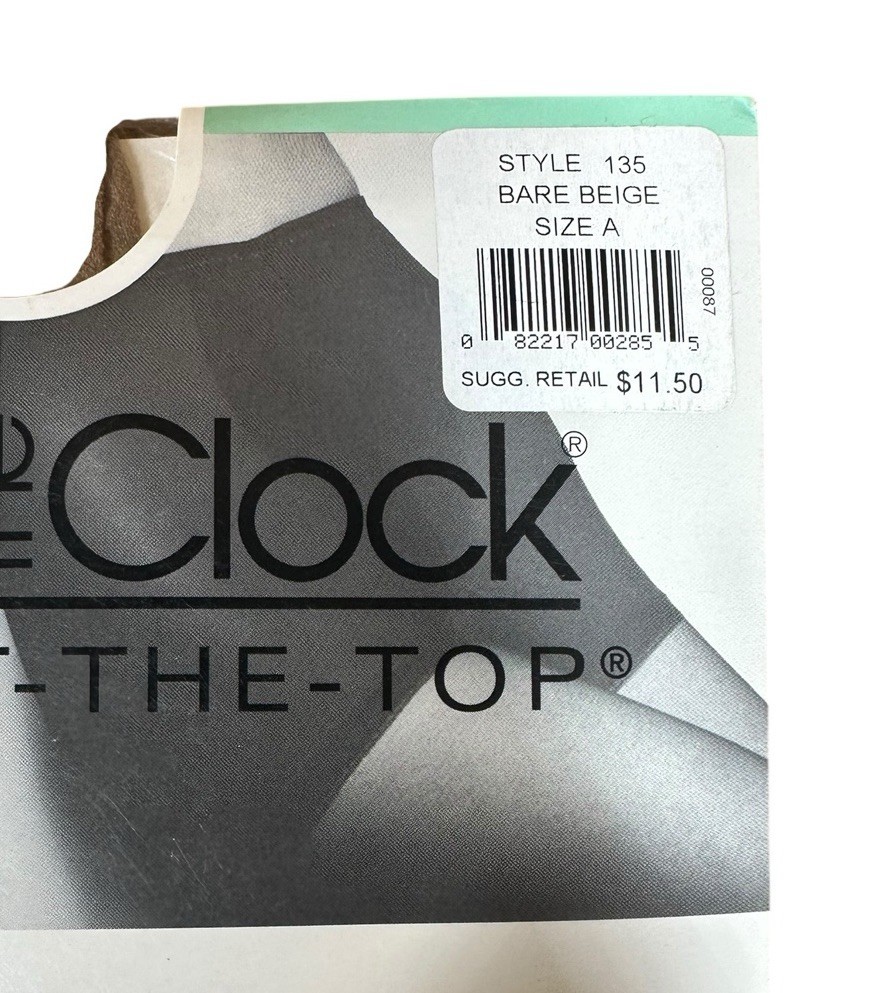 STYLE 135
BARE BEIGE
SIZE A
00087
0 82217 00285 5
SUGG. RETAIL $11.50
Clock®
T-THE-TOP®